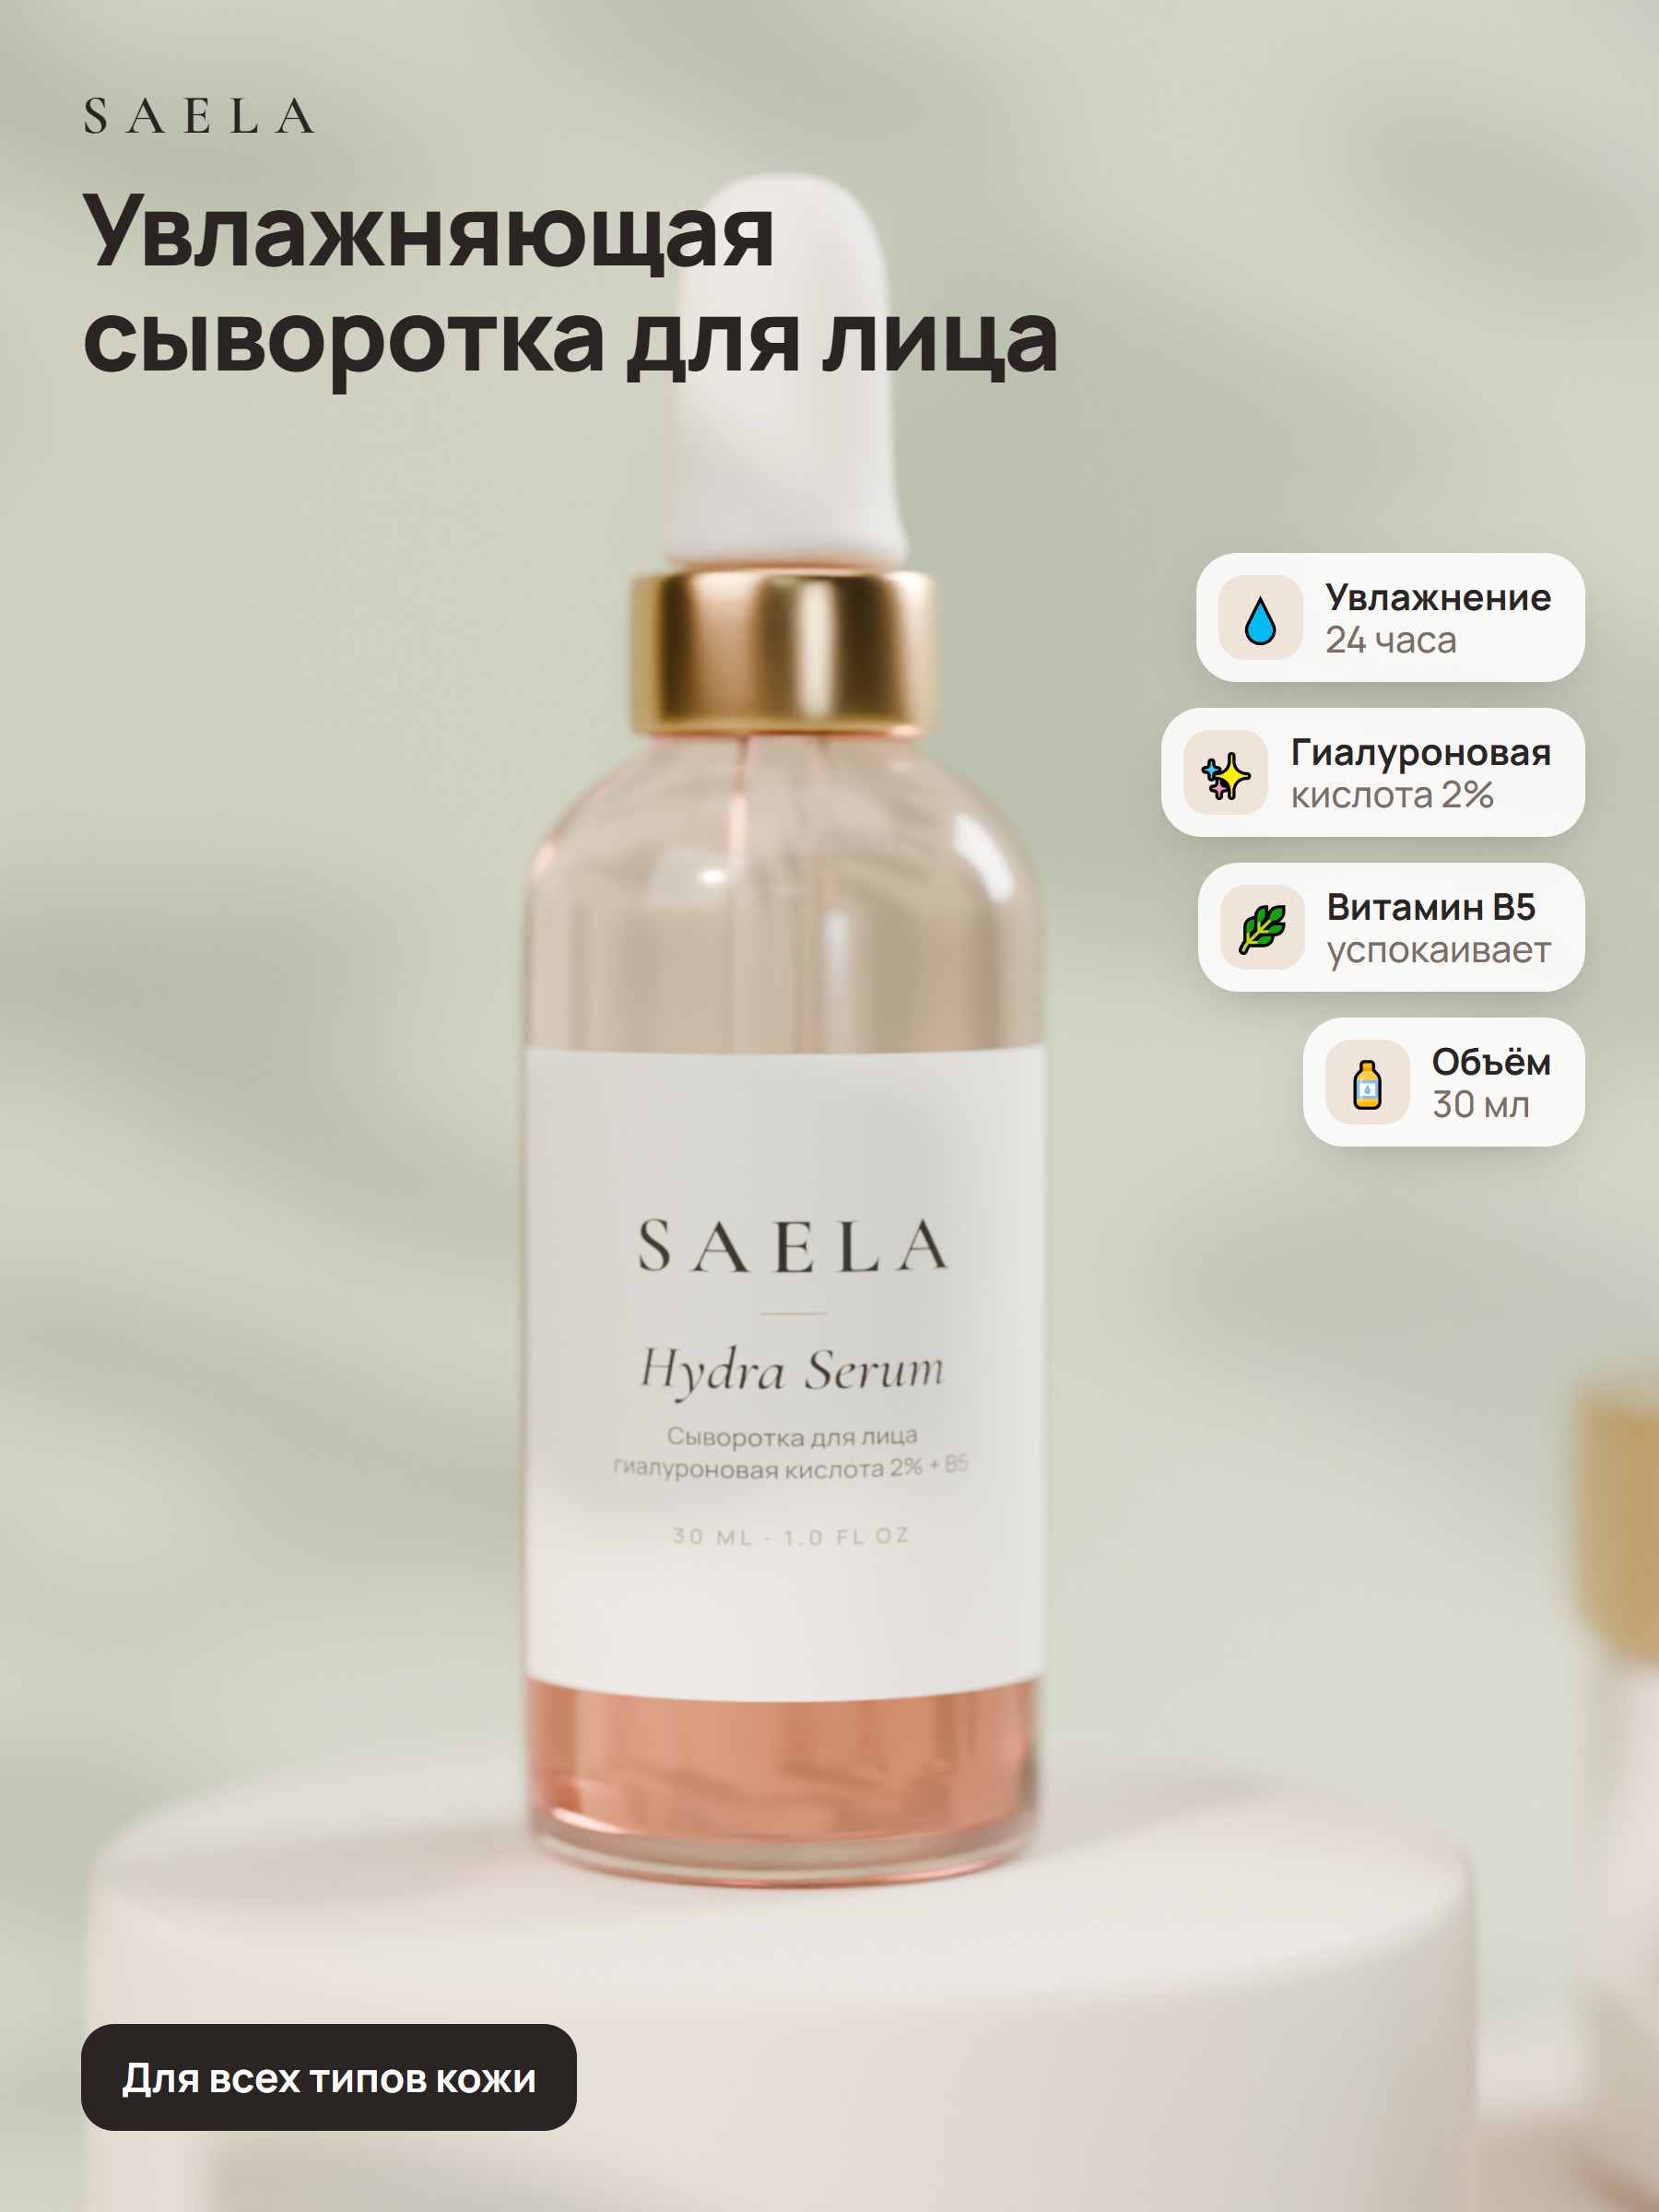 SAELA
Увлажняющая
сыворотка для лица
Увлажнение
24 часа
Гиалуроновая
кислота 2%
Витамин B5
успокаивает
Объём
30 мл
SAELA
Hydra Serum
Сыворотка для лица
гиалуроновая кислота 2% + B5
30 ML · 1.0 FL OZ
Для всех типов кожи